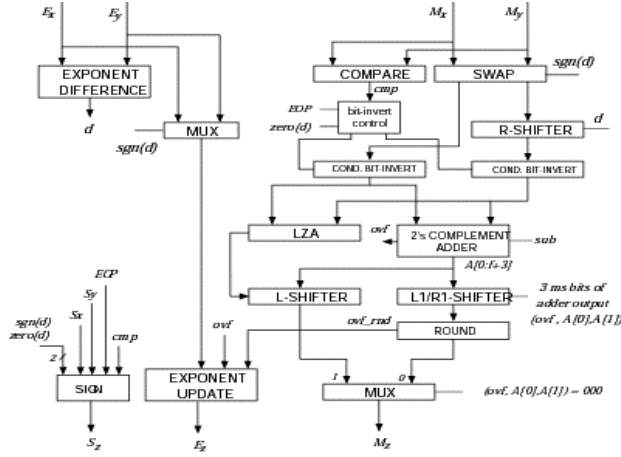 Ex Ey Mx My
EXPONENT
DIFFERENCE
COMPARE
SWAP
sgn(d)
cmp
d
MUX
sgn(d)
EOP
zero(d)
bit-invert
control
R-SHIFTER
d
COND. BIT-INVERT
COND. BIT-INVERT
LZA
ovf
2's COMPLEMENT
ADDER
sub
A[0:f+3]
EOP
Sy
Sx
sgn(d)
zero(d)
2
cmp
L-SHIFTER
L1/R1-SHIFTER
3 ms bits of
adder output
(ovf, A[0],A[1])
ovf
ovf_rnd
ROUND
SIGN
EXPONENT
UPDATE
1
0
MUX
(ovf, A[0],A[1]) = 000
Sz
Ez
Mz